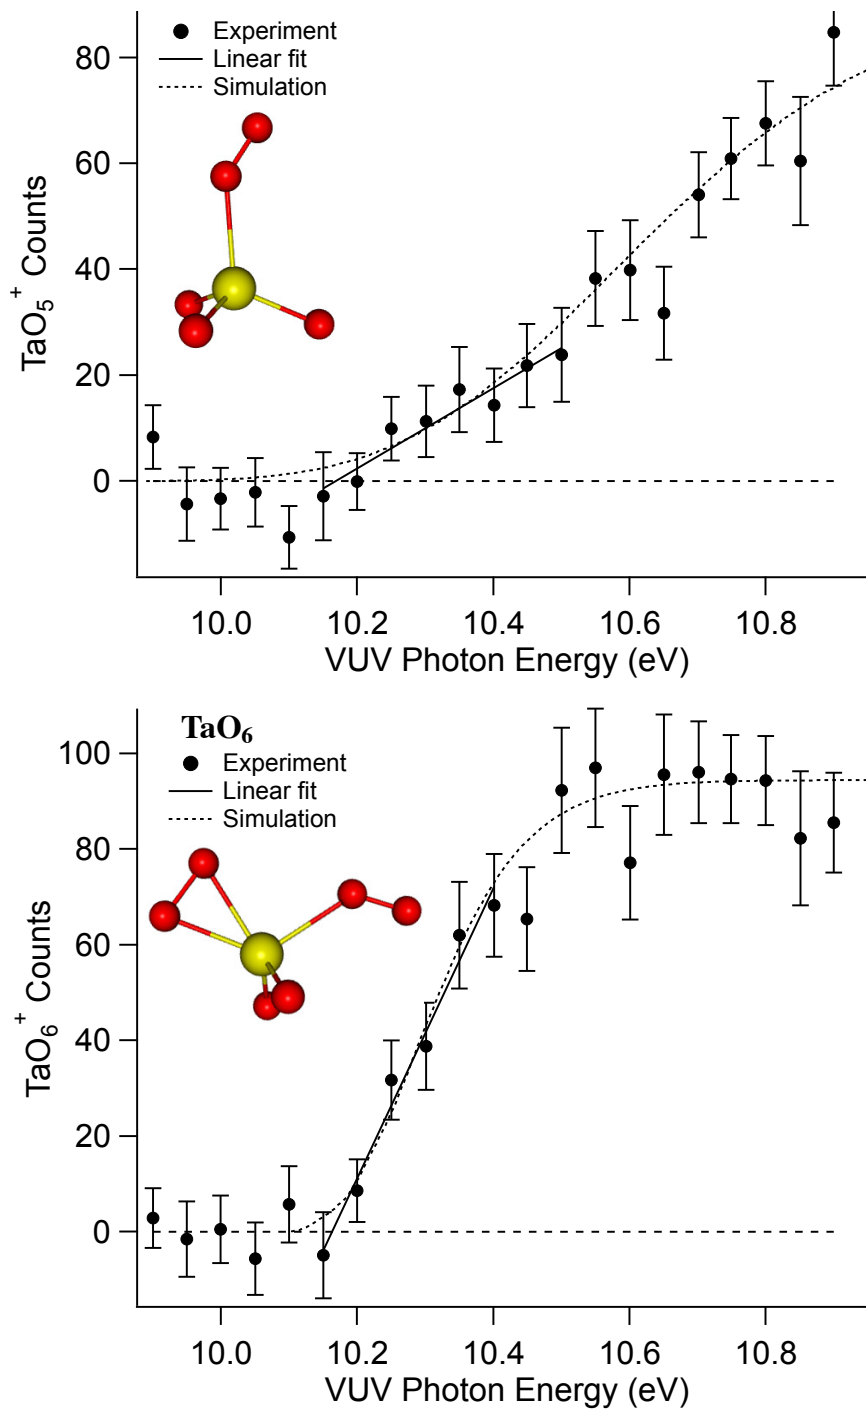 Experiment
Linear fit
Simulation
80
60
40
20
0
TaO₅⁺ Counts
10.0 10.2 10.4 10.6 10.8
VUV Photon Energy (eV)
TaO₆
Experiment
Linear fit
Simulation
100
80
60
40
20
0
TaO₆⁺ Counts
10.0 10.2 10.4 10.6 10.8
VUV Photon Energy (eV)